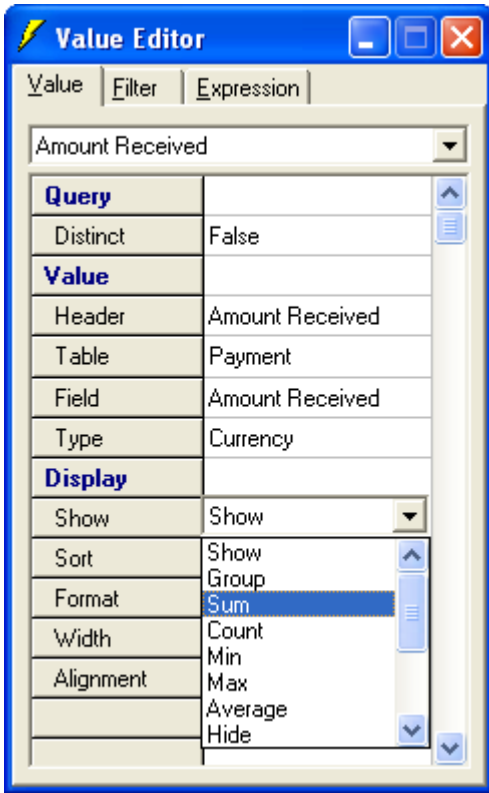 Value Editor
Value Filter Expression
Amount Received
Query
Distinct False
Value
Header Amount Received
Table Payment
Field Amount Received
Type Currency
Display
Show Show
Sort Show
Group
Format Sum
Width Count
Min
Alignment Max
Average
Hide